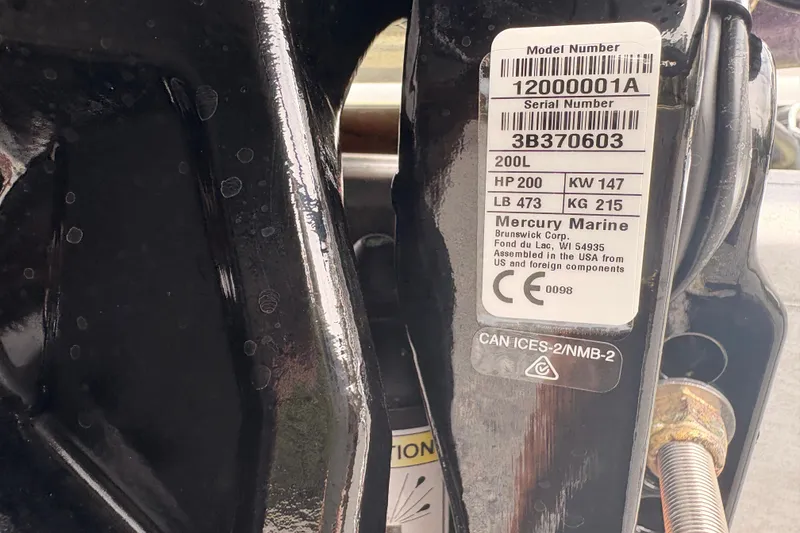 Model Number
12000001A
Serial Number
3B370603
200L
HP 200 KW 147
LB 473 KG 215
Mercury Marine
Brunswick Corp.
Fond du Lac, WI 54935
Assembled in the USA from
US and foreign components
CE 0098
CAN ICES-2/NMB-2
TION